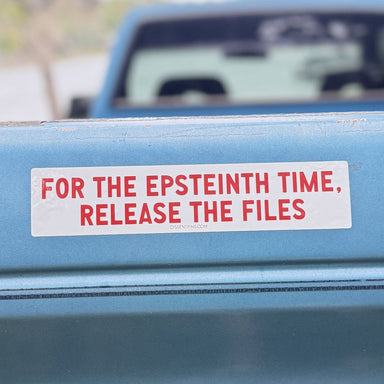 FOR THE EPSTEINTH TIME,
RELEASE THE FILES